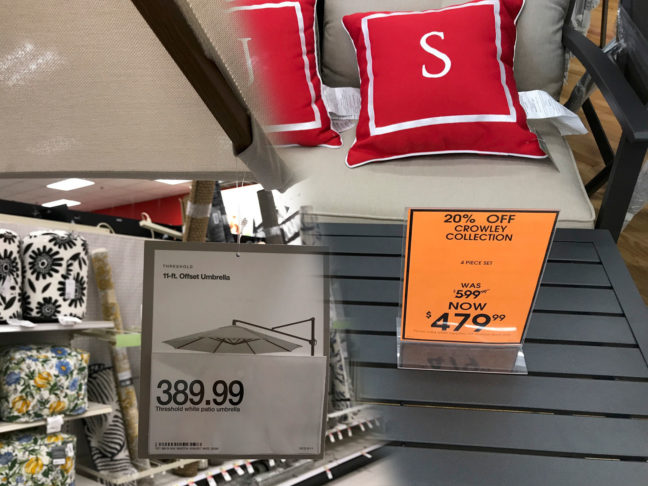 S
20% OFF
CROWLEY
COLLECTION
4 PIECE SET
WAS
$599.99
NOW
$479.99
THRESHOLD
11-ft. Offset Umbrella
389.99
Threshold white patio umbrella